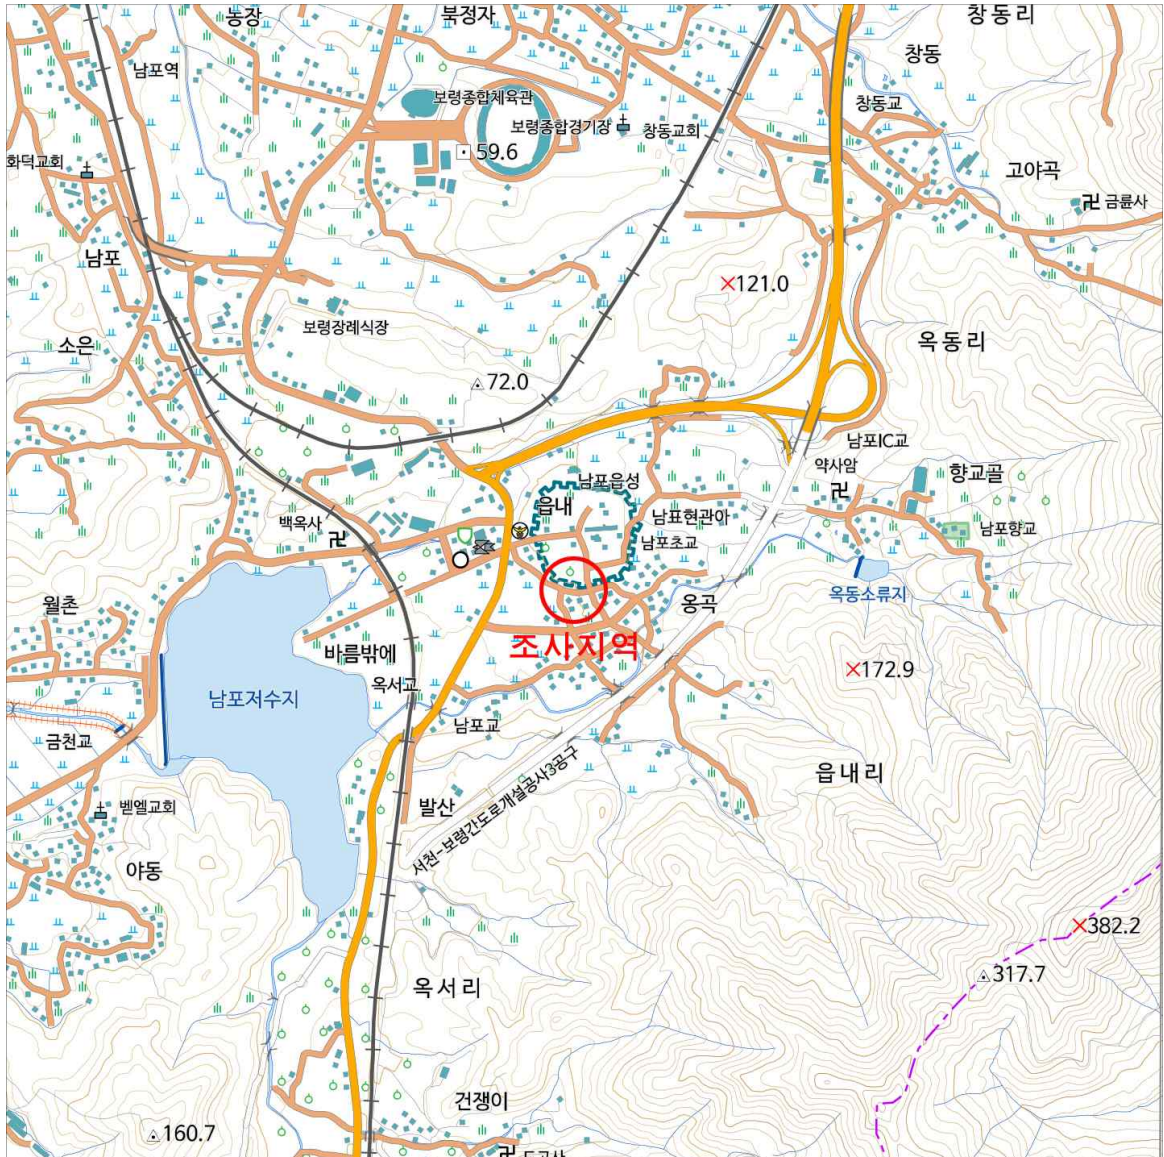 농장
북정자
창동리
창동
남포역
보령종합체육관
창동교
보령종합경기장
창동교회
59.6
화덕교회
고야곡
금륜사
남포
121.0
보령장례식장
옥동리
소은
72.0
남포IC교
약사암
향교골
남포읍성
읍내
백옥사
남포현관아
남포향교
남포초교
옥동소류지
월촌
옹곡
조사지역
바름밖에
172.9
옥서교
남포저수지
남포교
금천교
읍내리
벧엘교회
발산
서천-보령간도로개설공사3공구
야동
382.2
317.7
옥서리
건쟁이
160.7